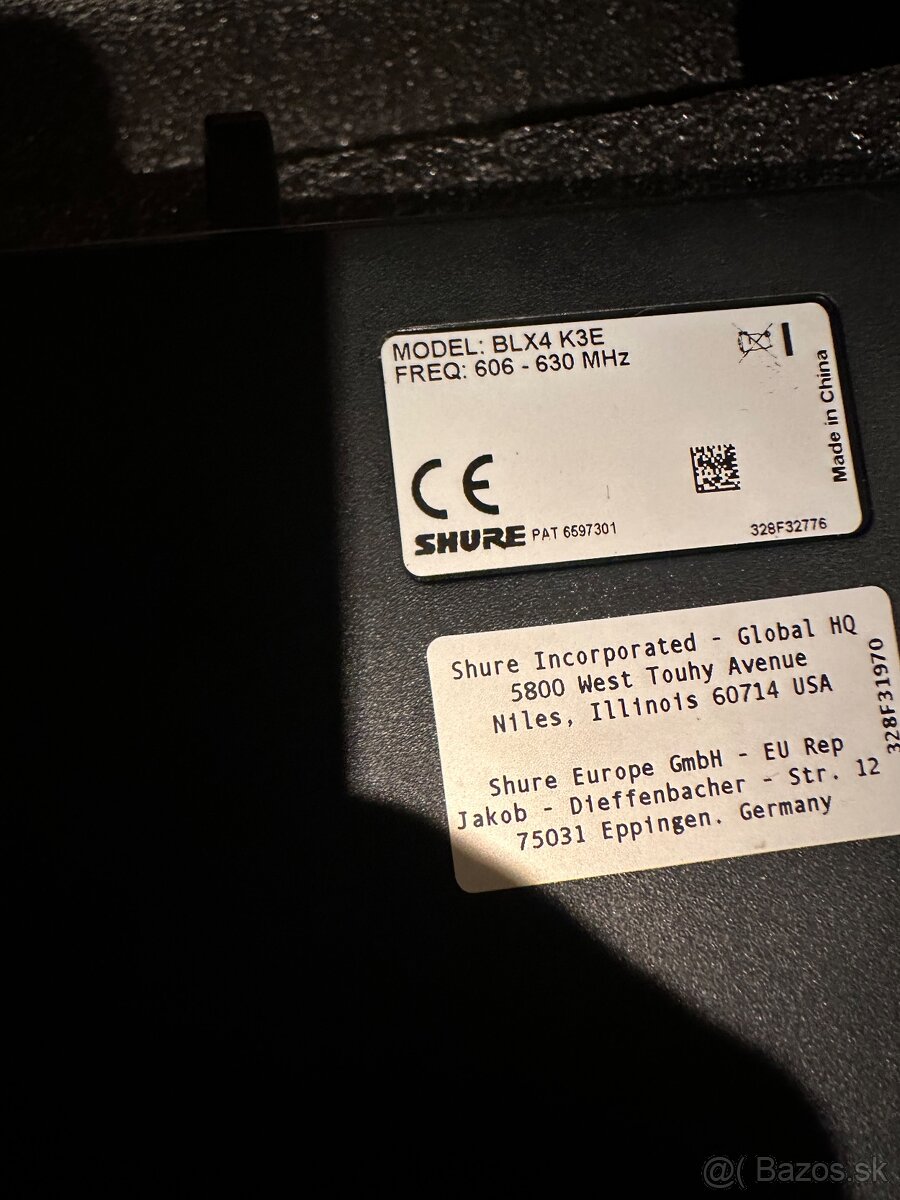 MODEL: BLX4 K3E
FREQ: 606 - 630 MHz
Made in China
CE
SHURE PAT 6597301
328F32776
Shure Incorporated - Global HQ
5800 West Touhy Avenue
Niles, Illinois 60714 USA
Shure Europe GmbH - EU Rep
Jakob - Dieffenbacher - Str. 12
75031 Eppingen. Germany
328F31970
@( Bazos.sk